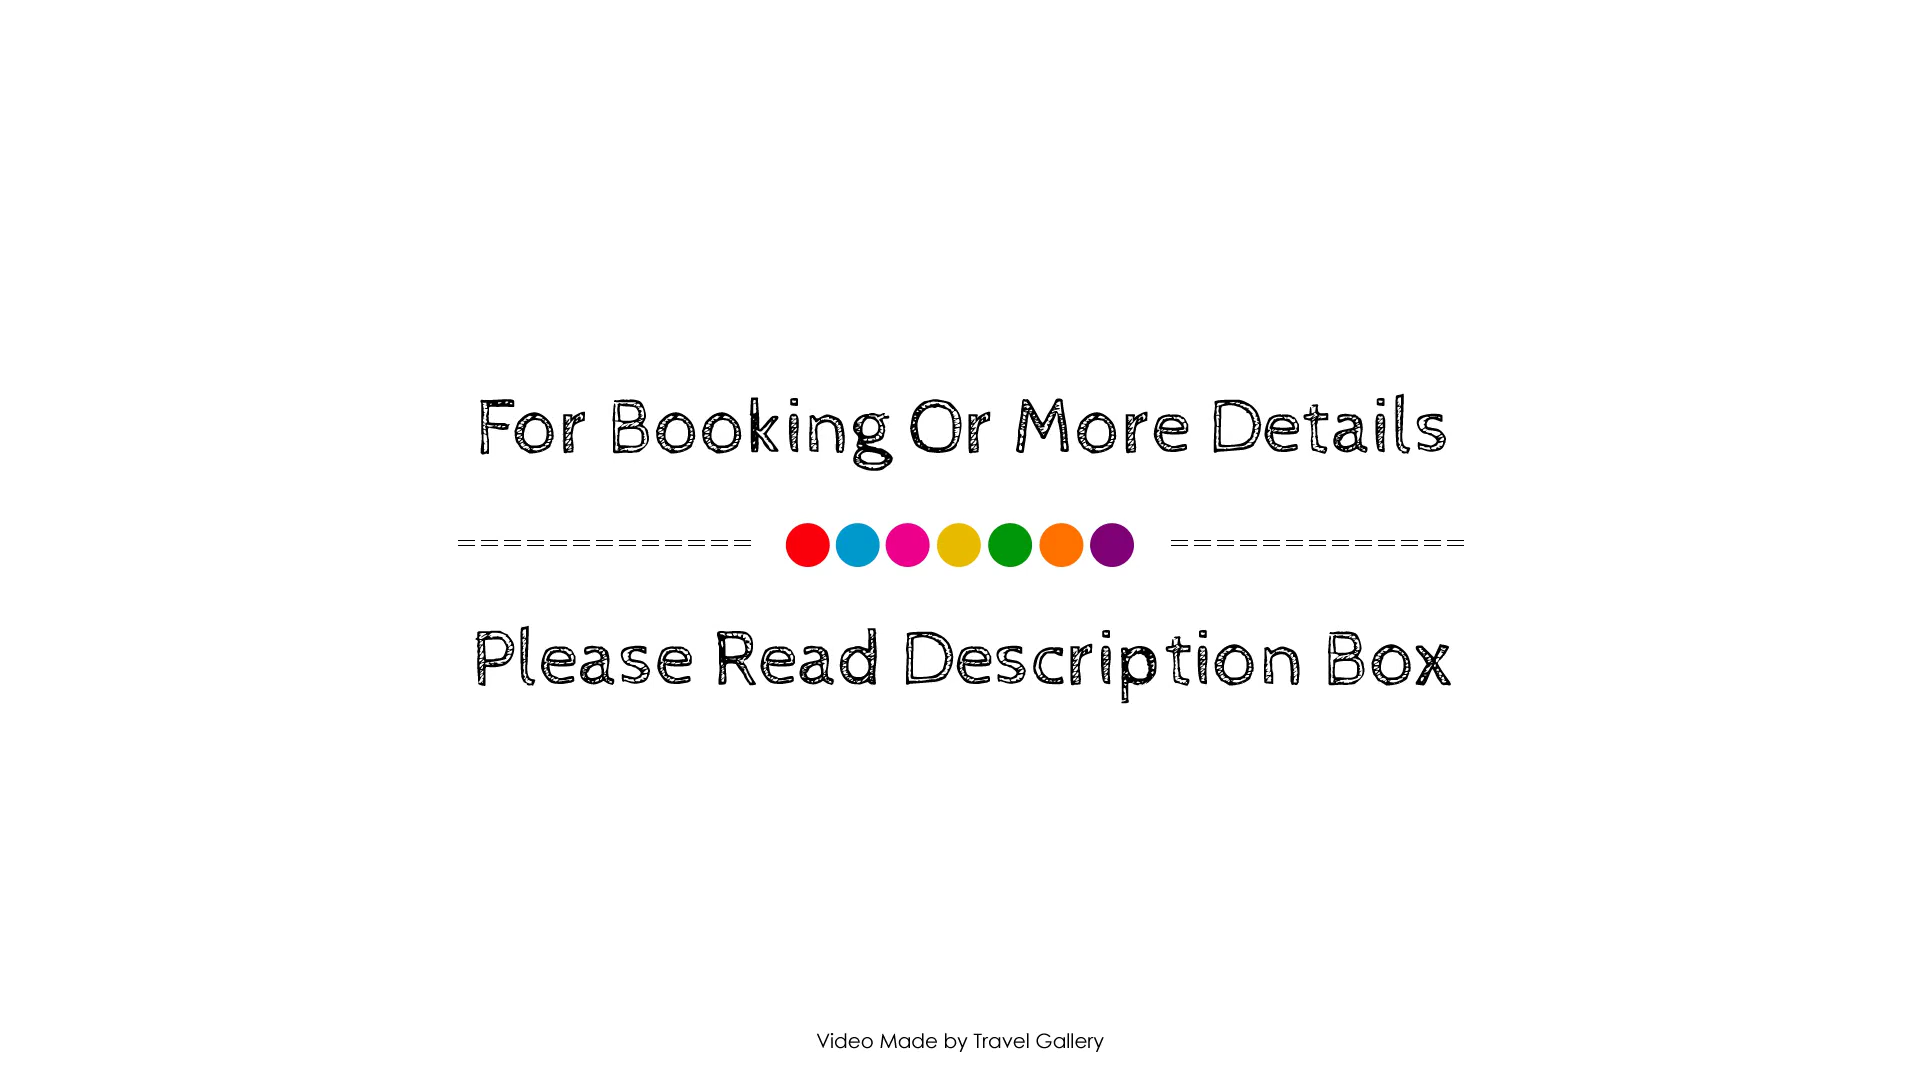 For Booking Or More Details
============= =============
Please Read Description Box
Video Made by Travel Gallery